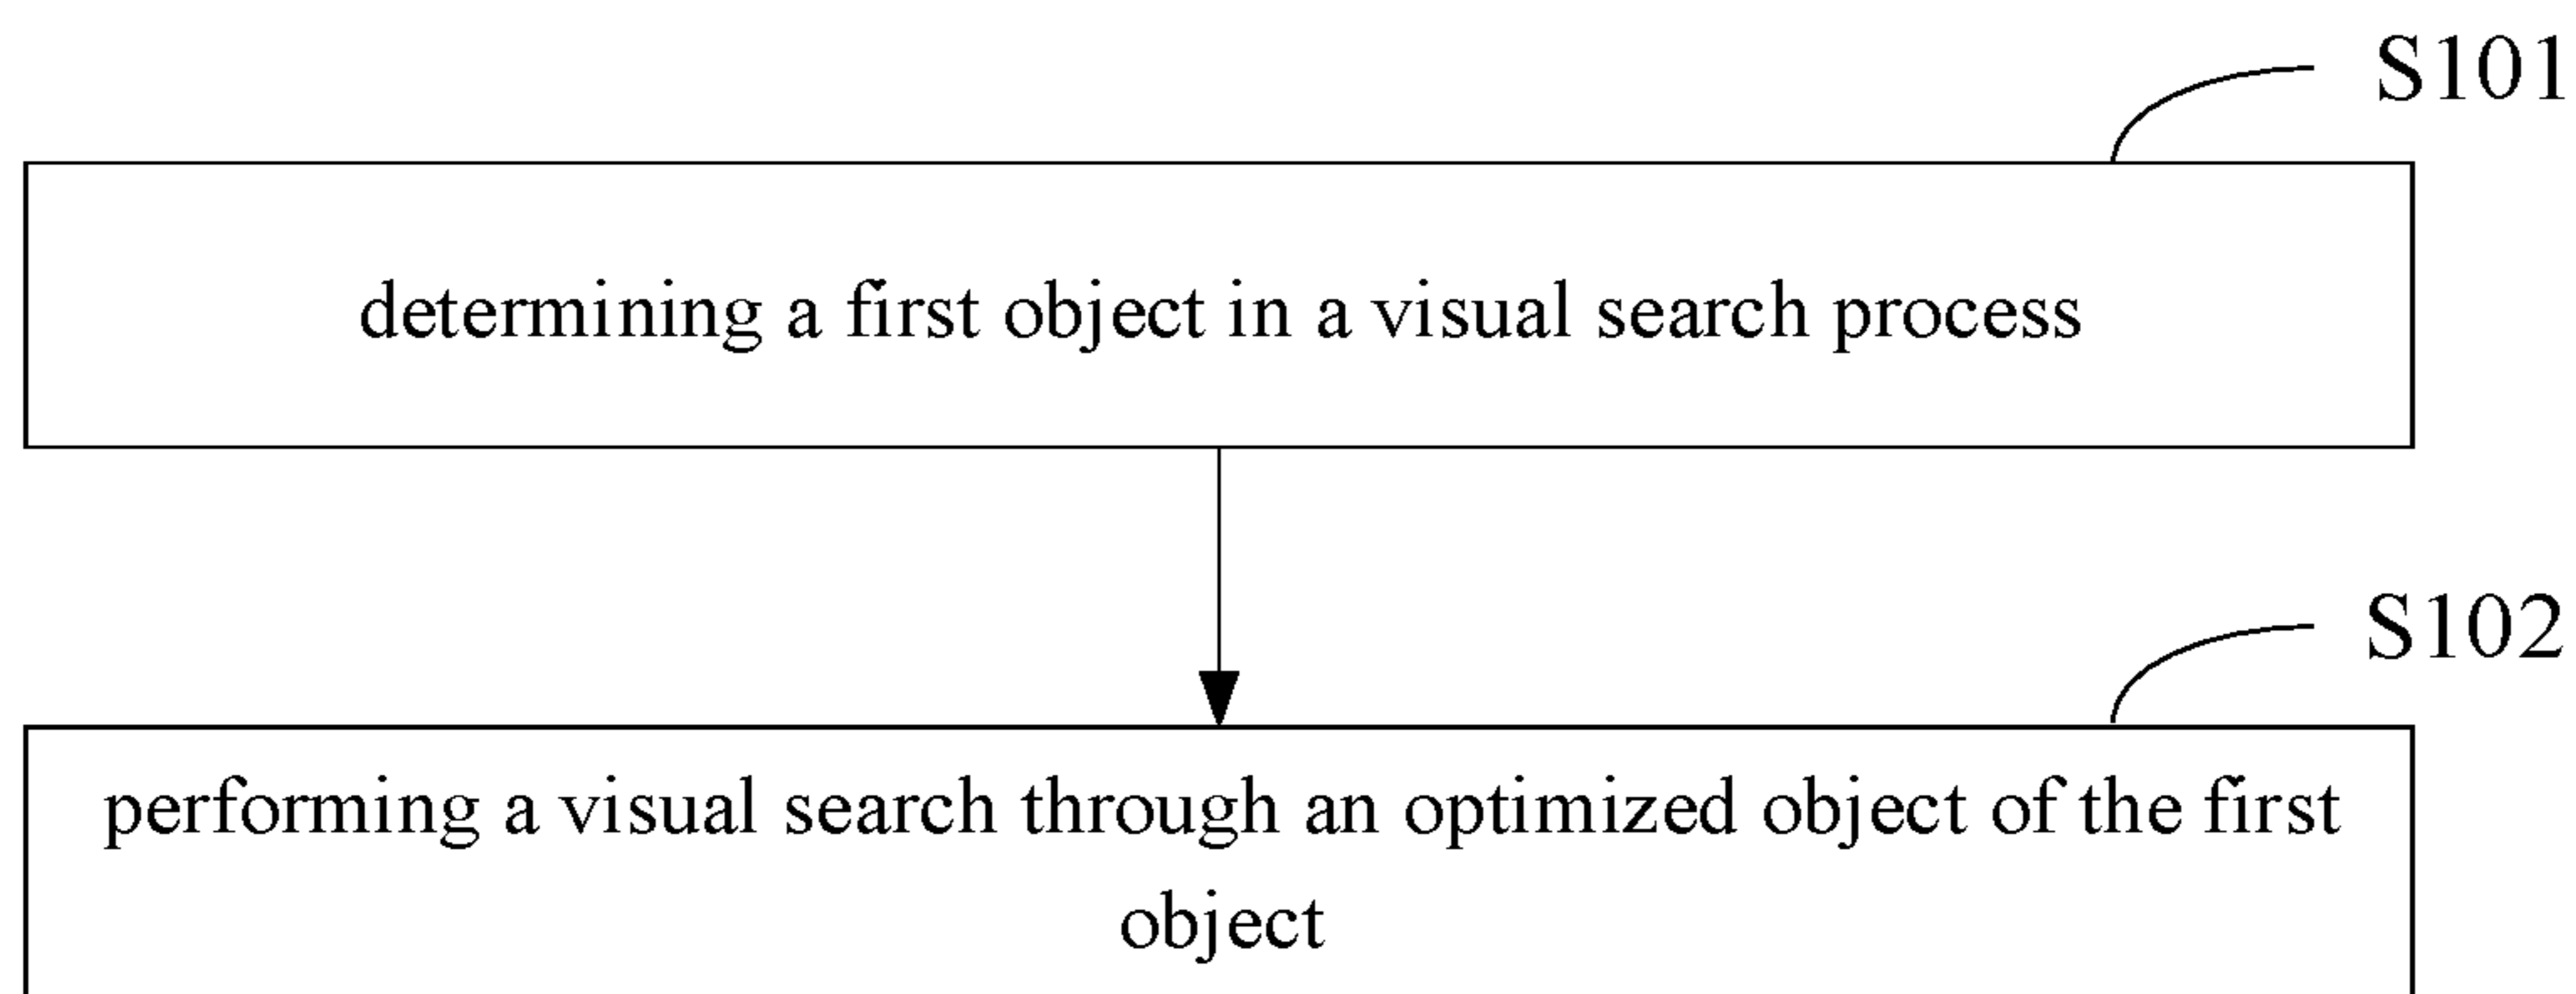 S101
determining a first object in a visual search process
S102
performing a visual search through an optimized object of the first
object